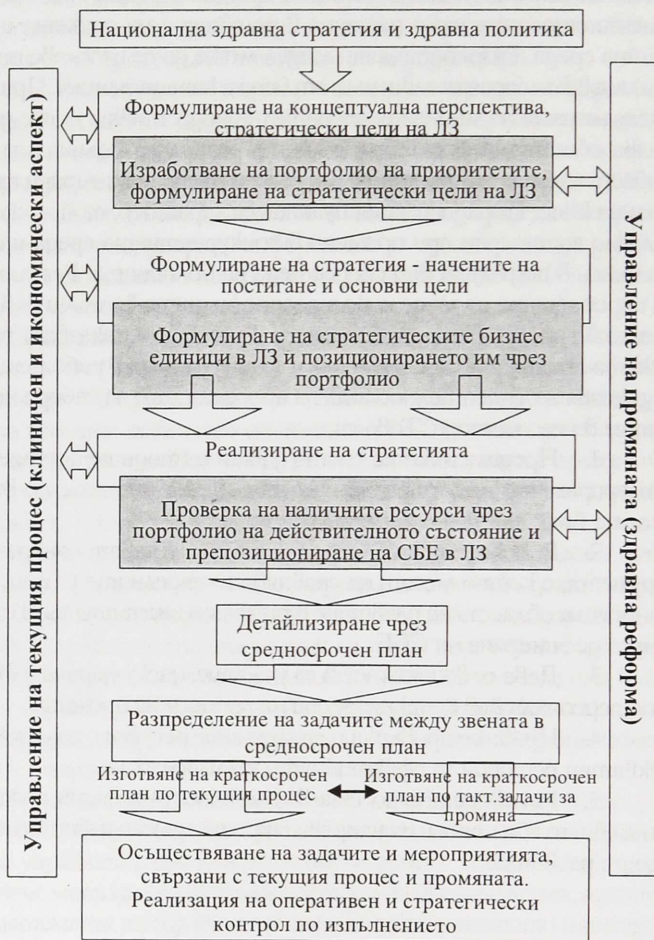 Национална здравна стратегия и здравна политика
Управление на текущия процес (клиничен и икономически аспект)
Формулиране на концептуална перспектива,
стратегически цели на ЛЗ
Изработване на портфолио на приоритетите,
формулиране на стратегически цели на ЛЗ
Формулиране на стратегия - начените на
постигане и основни цели
Формулиране на стратегическите бизнес
единици в ЛЗ и позиционирането им чрез
портфолио
Реализиране на стратегията
Проверка на наличните ресурси чрез
портфолио на действителното състояние и
препозициониране на СБЕ в ЛЗ
Детайлизиране чрез
средносрочен план
Разпределение на задачите между звената в
средносрочен план
Изготвяне на краткосрочен
план по текущия процес
Изготвяне на краткосрочен
план по такт.задачи за
промяна
Осъществяване на задачите и мероприятията,
свързани с текущия процес и промяната.
Реализация на оперативен и стратегически
контрол по изпълнението
Управление на промяната (здравна реформа)